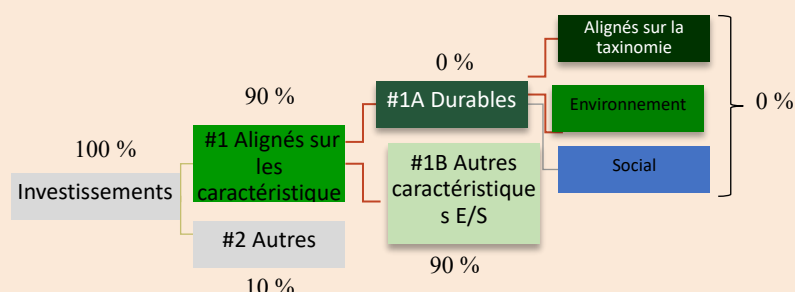 Alignés sur la
taxinomie
0 %
#1A Durables
Environnement
0 %
90 %
#1 Alignés sur
les
caractéristique
#1B Autres
caractéristique
s E/S
Social
100 %
Investissements
#2 Autres
90 %
10 %